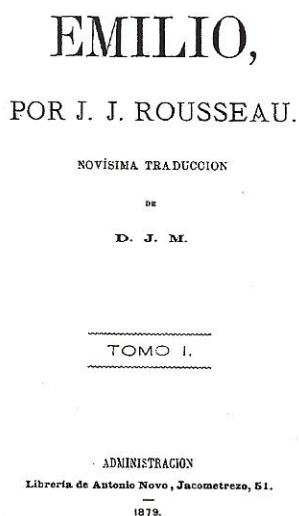 EMILIO,
POR J. J. ROUSSEAU.
NOVÍSIMA TRADUCCION
DE
D. J. M.
TOMO I.
ADMINISTRACION
Librería de Antonio Novo, Jacometrezo, 51.
1879.